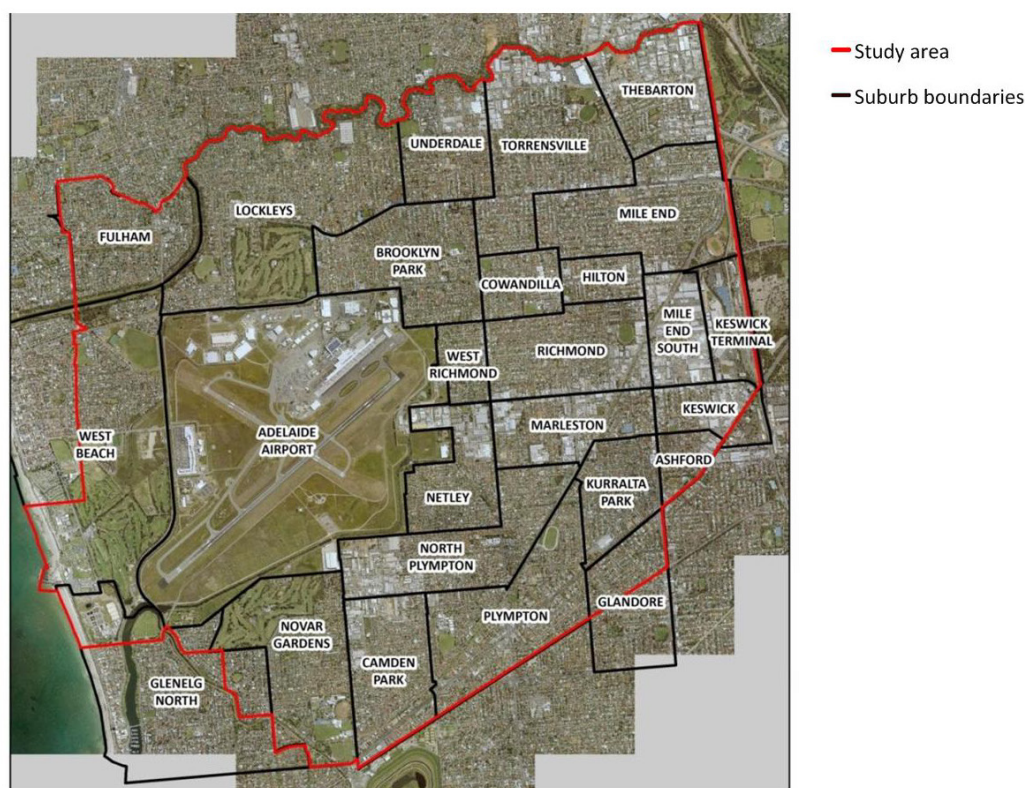 Study area
Suburb boundaries
THEBARTON
UNDERDALE
TORRENSVILLE
LOCKLEYS
MILE END
FULHAM
BROOKLYN
PARK
COWANDILLA
HILTON
MILE
END
SOUTH
KESWICK
TERMINAL
WEST
RICHMOND
RICHMOND
KESWICK
WEST
BEACH
ADELAIDE
AIRPORT
MARLESTON
ASHFORD
NETLEY
KURRALTA
PARK
NORTH
PLYMPTON
NOVAR
GARDENS
PLYMPTON
GLANDORE
CAMDEN
PARK
GLENELG
NORTH